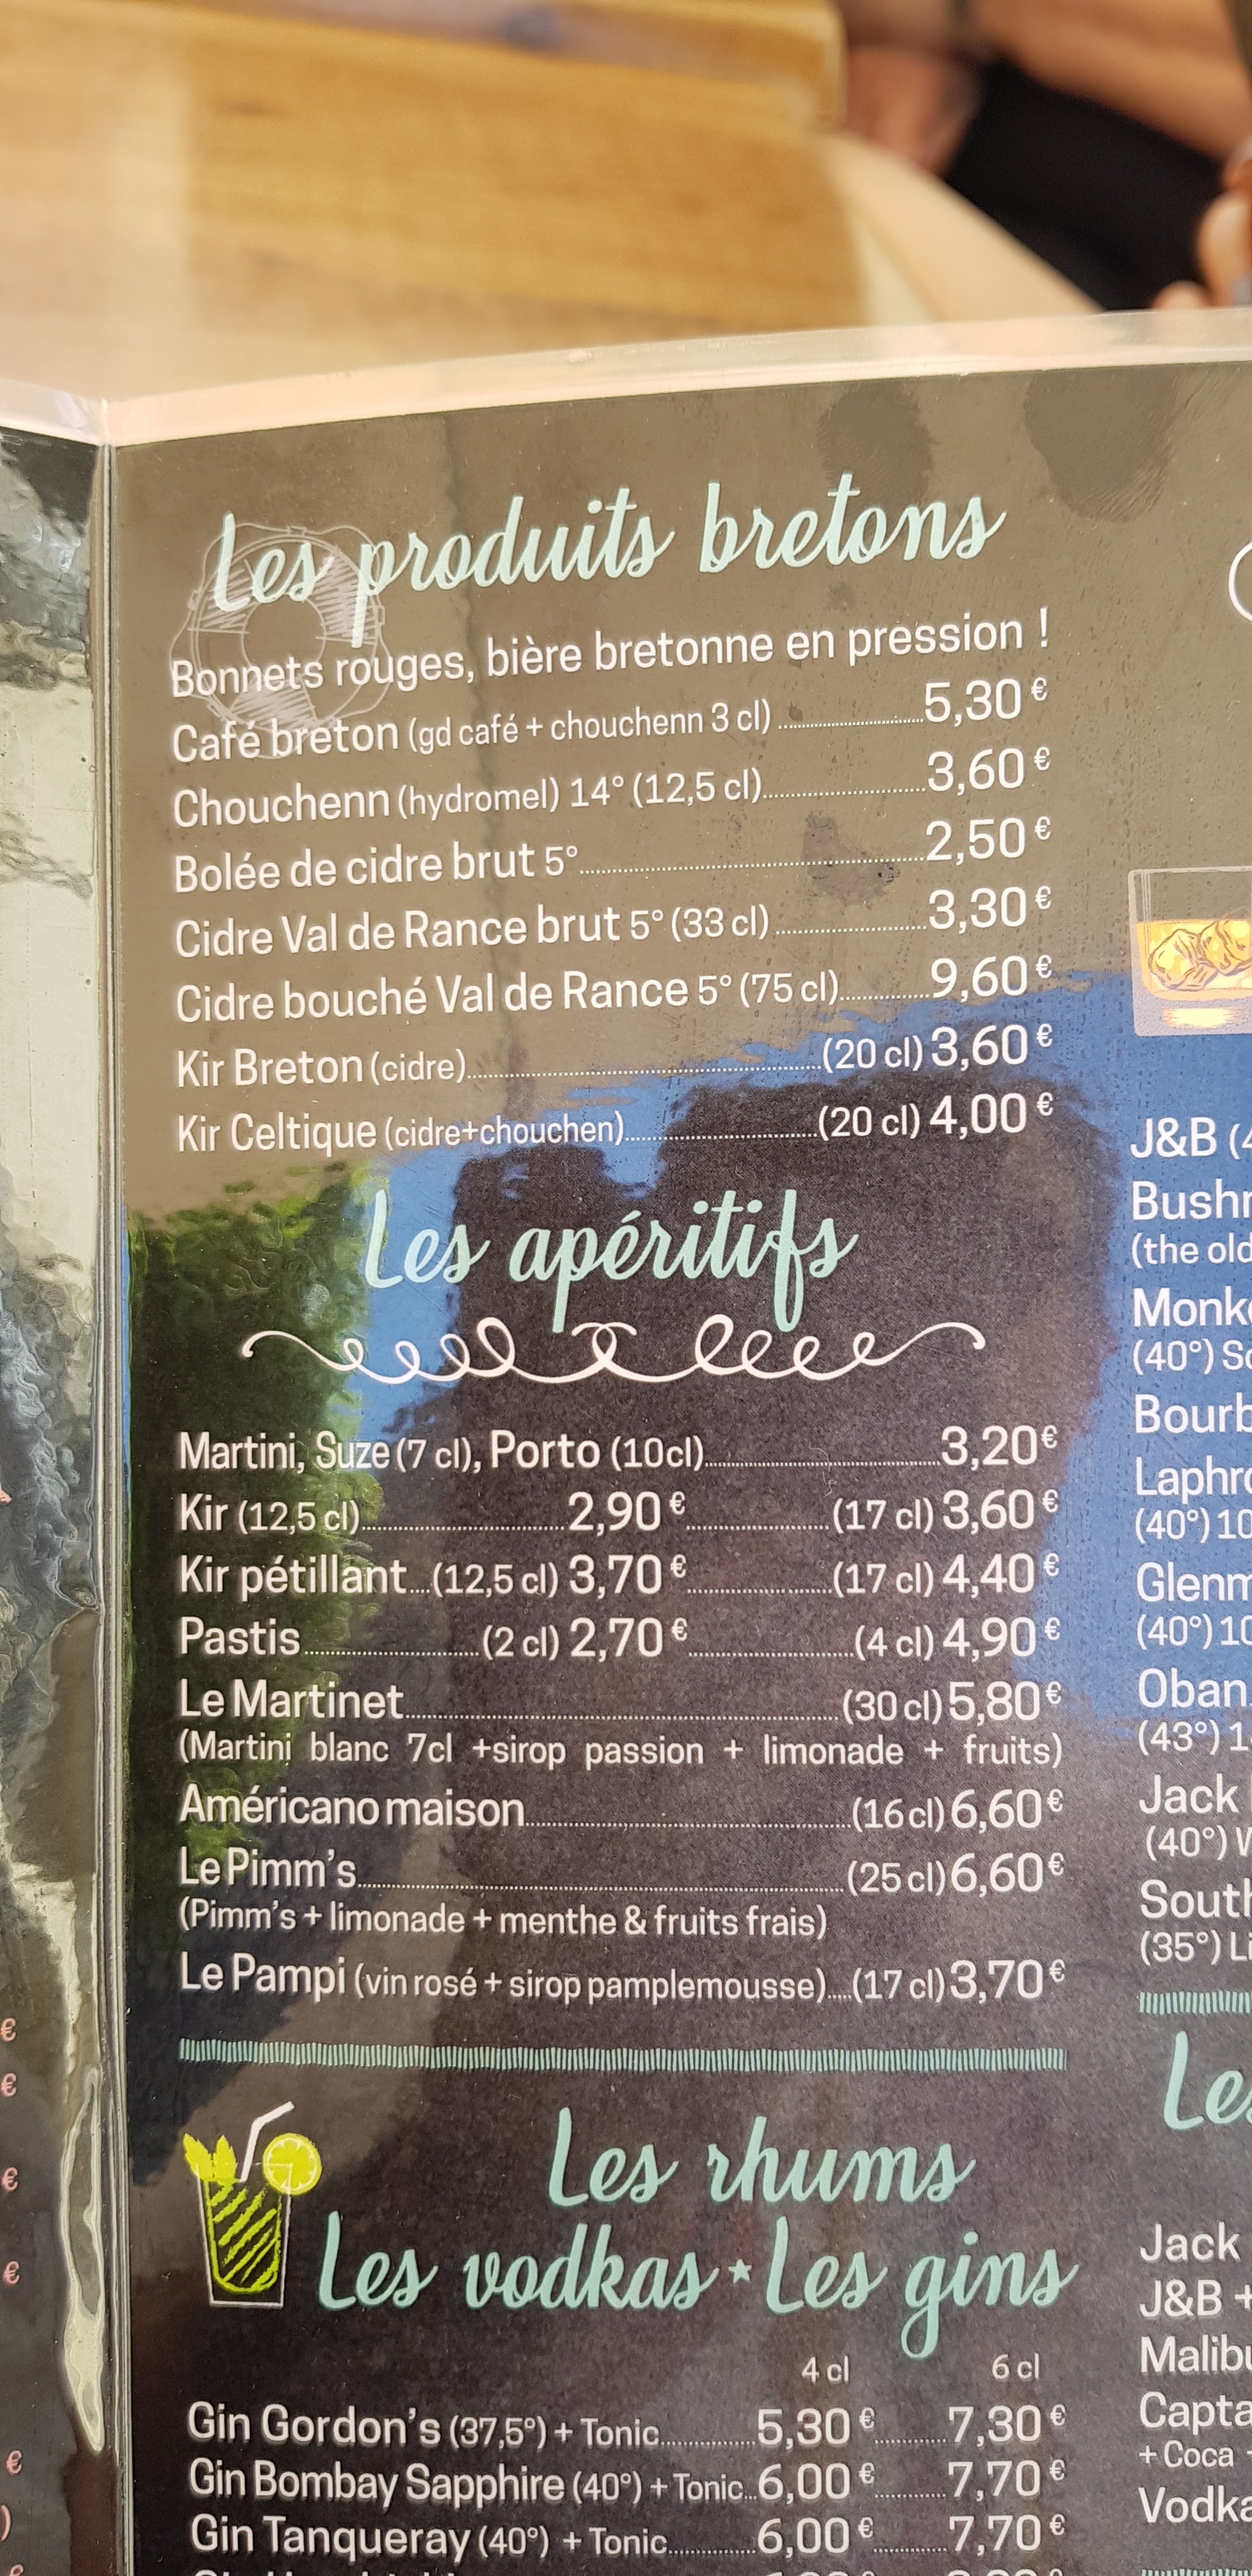 Les produits bretons
Bonnets rouges, bière bretonne en pression !
Café breton (gd café + chouchenn 3 cl) 5,30 €
Chouchenn (hydromel) 14° (12,5 cl) 3,60 €
Bolée de cidre brut 5° 2,50 €
Cidre Val de Rance brut 5° (33 cl) 3,30 €
Cidre bouché Val de Rance 5° (75 cl) 9,60 €
Kir Breton (cidre) (20 cl) 3,60 €
Kir Celtique (cidre+chouchen) (20 cl) 4,00 €
Les apéritifs
Martini, Suze (7 cl), Porto (10cl) 3,20€
Kir (12,5 cl) 2,90 € (17 cl) 3,60 €
Kir pétillant (12,5 cl) 3,70 € (17 cl) 4,40 €
Pastis (2 cl) 2,70 € (4 cl) 4,90 €
Le Martinet (30 cl) 5,80€
(Martini blanc 7cl +sirop passion + limonade + fruits)
Américano maison (16 cl) 6,60€
Le Pimm's (25 cl) 6,60€
(Pimm's + limonade + menthe & fruits frais)
Le Pampi (vin rosé + sirop pamplemousse) (17 cl) 3,70€
Les rhums
Les vodkas * Les gins
4 cl 6 cl
Gin Gordon's (37,5°) + Tonic 5,30 € 7,30 €
Gin Bombay Sapphire (40°) + Tonic 6,00 € 7,70 €
Gin Tanqueray (40°) + Tonic 6,00 € 7,70 €
J&B (4
Bushr
(the old
Monk
(40°) Sc
Bourb
Laphro
(40°) 10
Glenm
(40°) 10
Oban
(43°) 1
Jack
(40°) W
South
(35°) Li
Les
Jack
J&B +
Malibu
Capta
+ Coca
Vodka
€
€
€
€
€
)
€